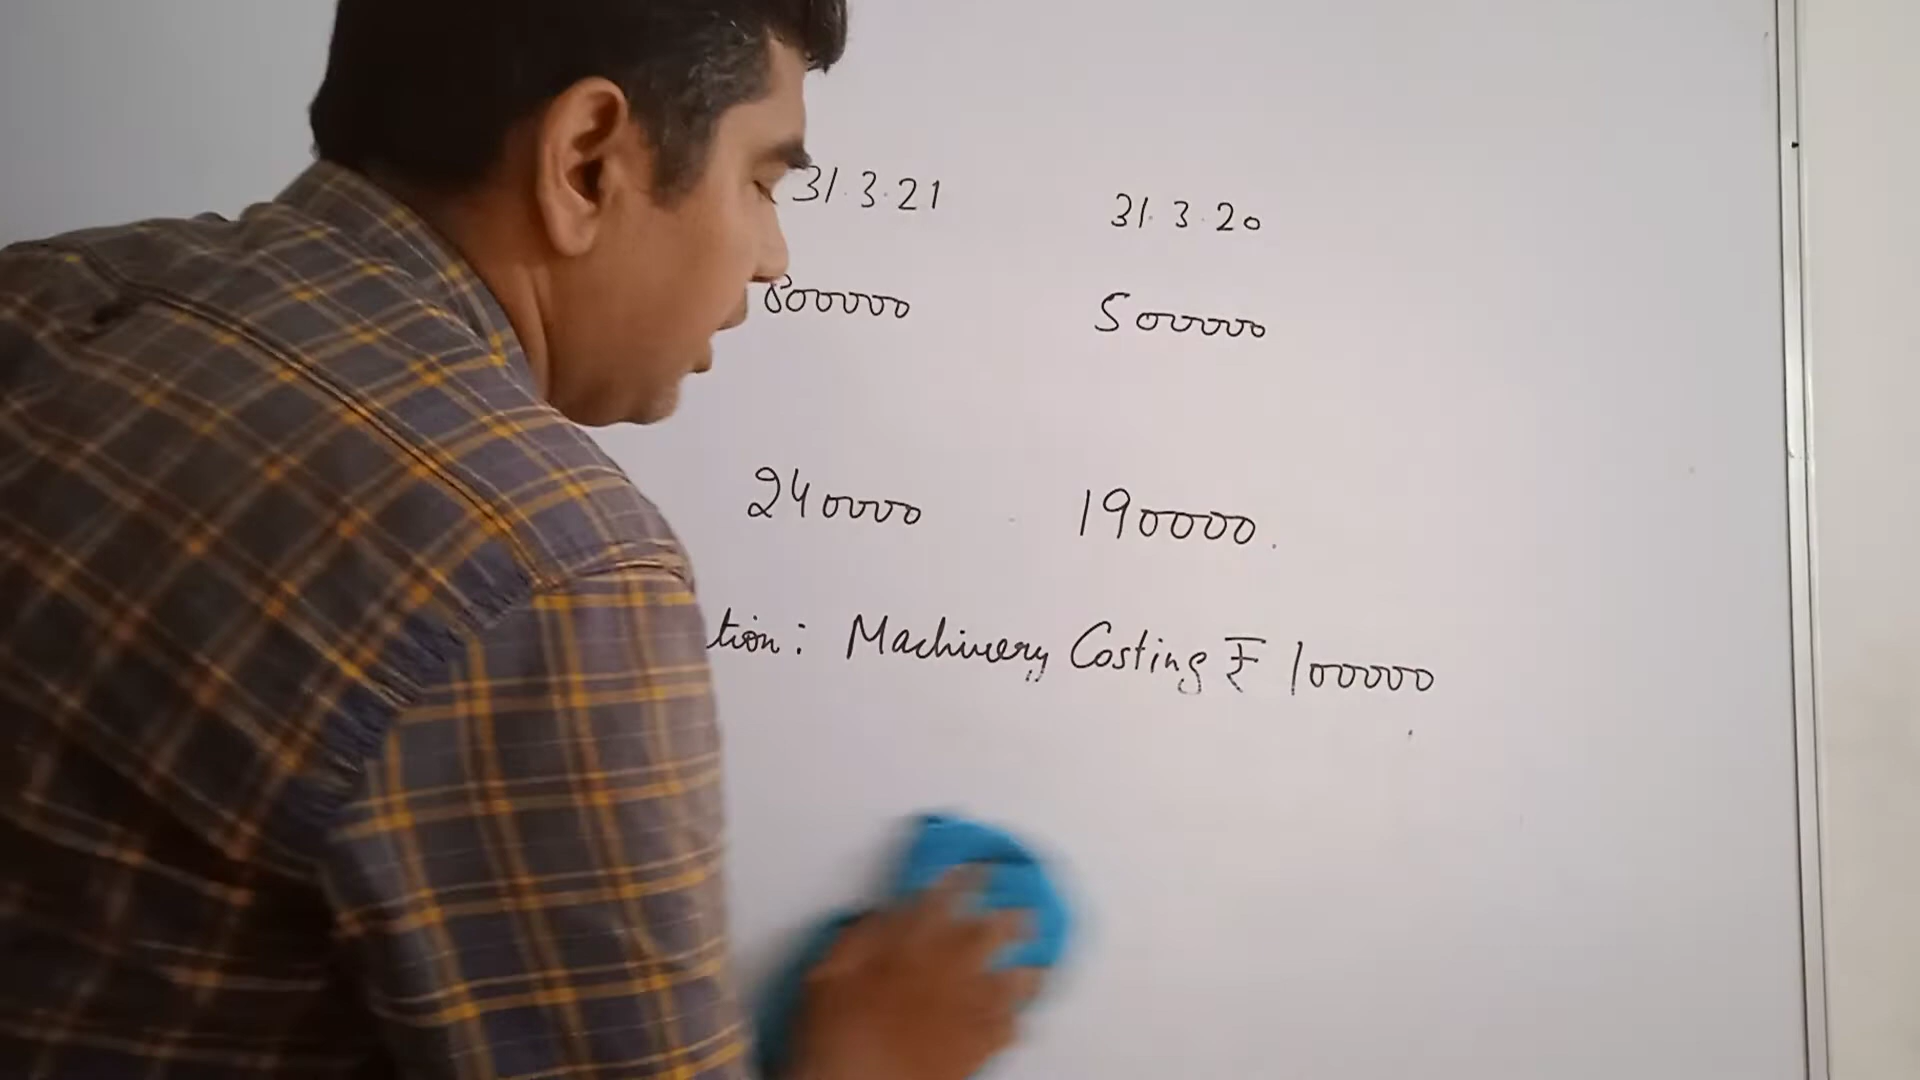 31.3.21 31.3.20
800000 500000
240000 190000.
tion : Machinery Costing ₹ 100000